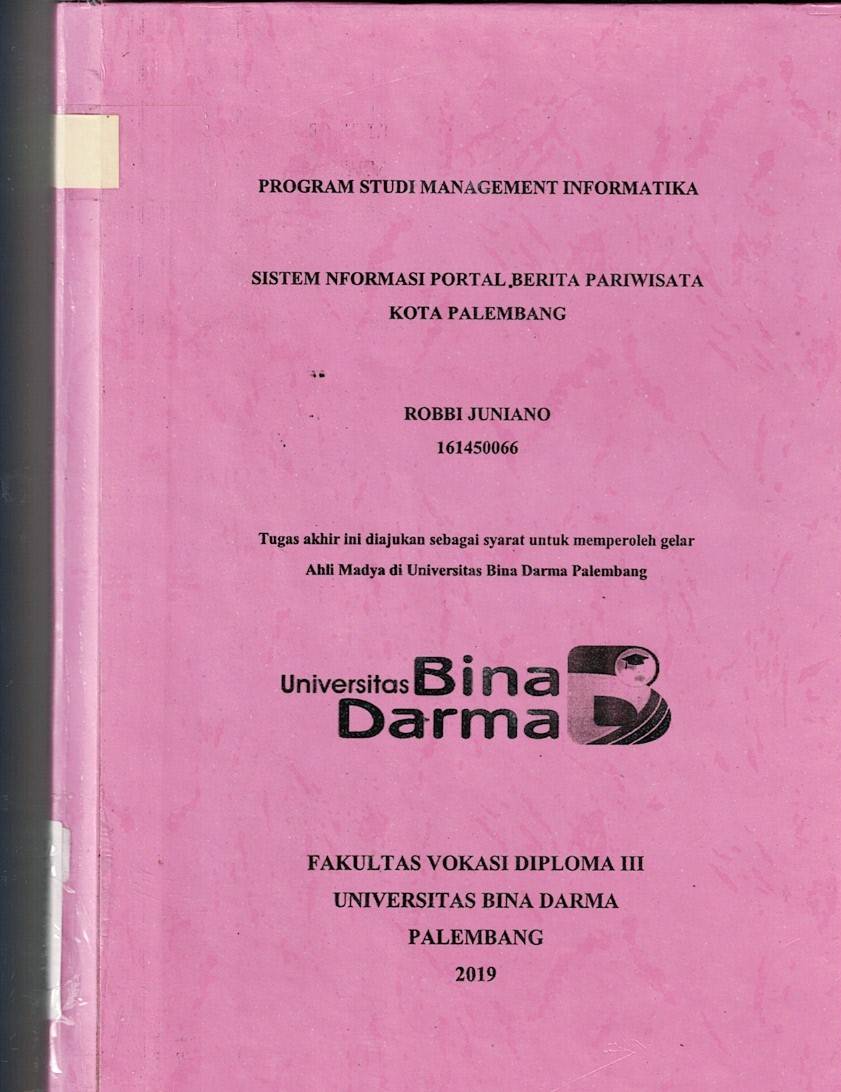 PROGRAM STUDI MANAGEMENT INFORMATIKA
SISTEM NFORMASI PORTAL BERITA PARIWISATA
KOTA PALEMBANG
ROBBI JUNIANO
161450066
Tugas akhir ini diajukan sebagai syarat untuk memperoleh gelar
Ahli Madya di Universitas Bina Darma Palembang
Universitas Bina
Darma
FAKULTAS VOKASI DIPLOMA III
UNIVERSITAS BINA DARMA
PALEMBANG
2019